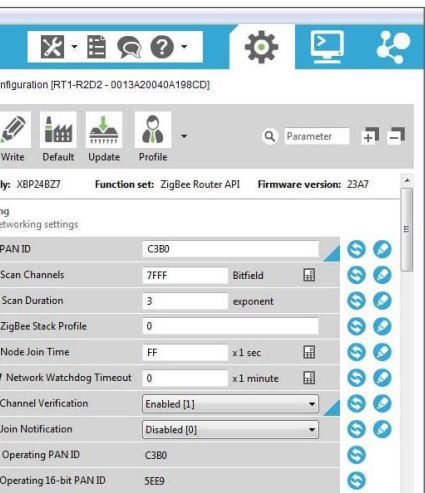 nfiguration [RT1-R2D2 - 0013A20040A198CD]
Write Default Update Profile
Parameter
ly: XBP24BZ7 Function set: ZigBee Router API Firmware version: 23A7
ng
etworking settings
PAN ID C3B0
Scan Channels 7FFF Bitfield
Scan Duration 3 exponent
ZigBee Stack Profile 0
Node Join Time FF x 1 sec
Network Watchdog Timeout 0 x 1 minute
Channel Verification Enabled [1]
Join Notification Disabled [0]
Operating PAN ID C3B0
Operating 16-bit PAN ID 5EE9